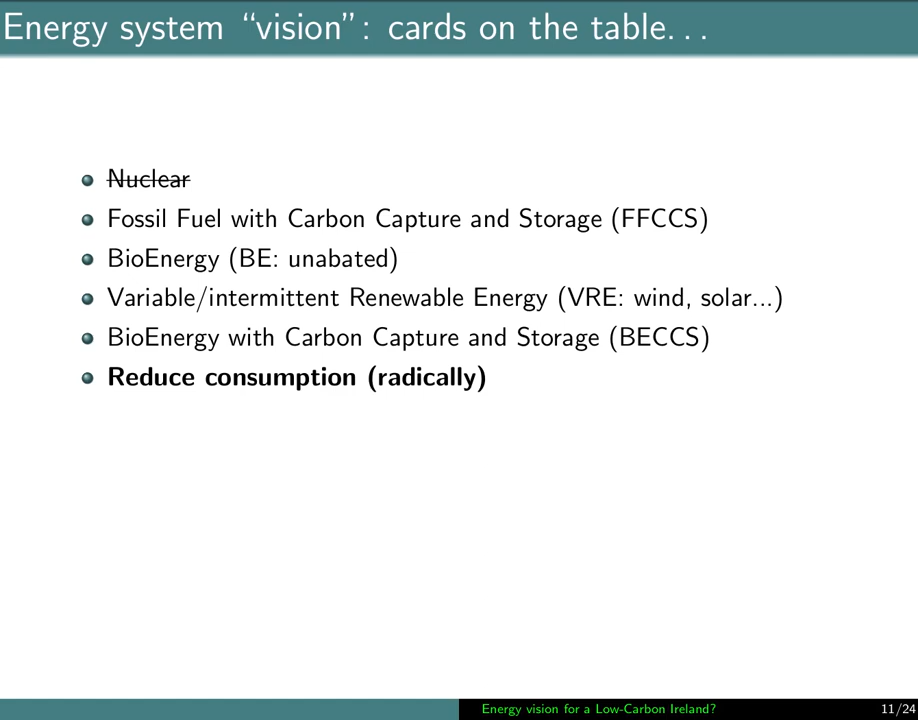 Energy system “vision”: cards on the table...
Nuclear
Fossil Fuel with Carbon Capture and Storage (FFCCS)
BioEnergy (BE: unabated)
Variable/intermittent Renewable Energy (VRE: wind, solar...)
BioEnergy with Carbon Capture and Storage (BECCS)
Reduce consumption (radically)
Energy vision for a Low-Carbon Ireland?
11/24